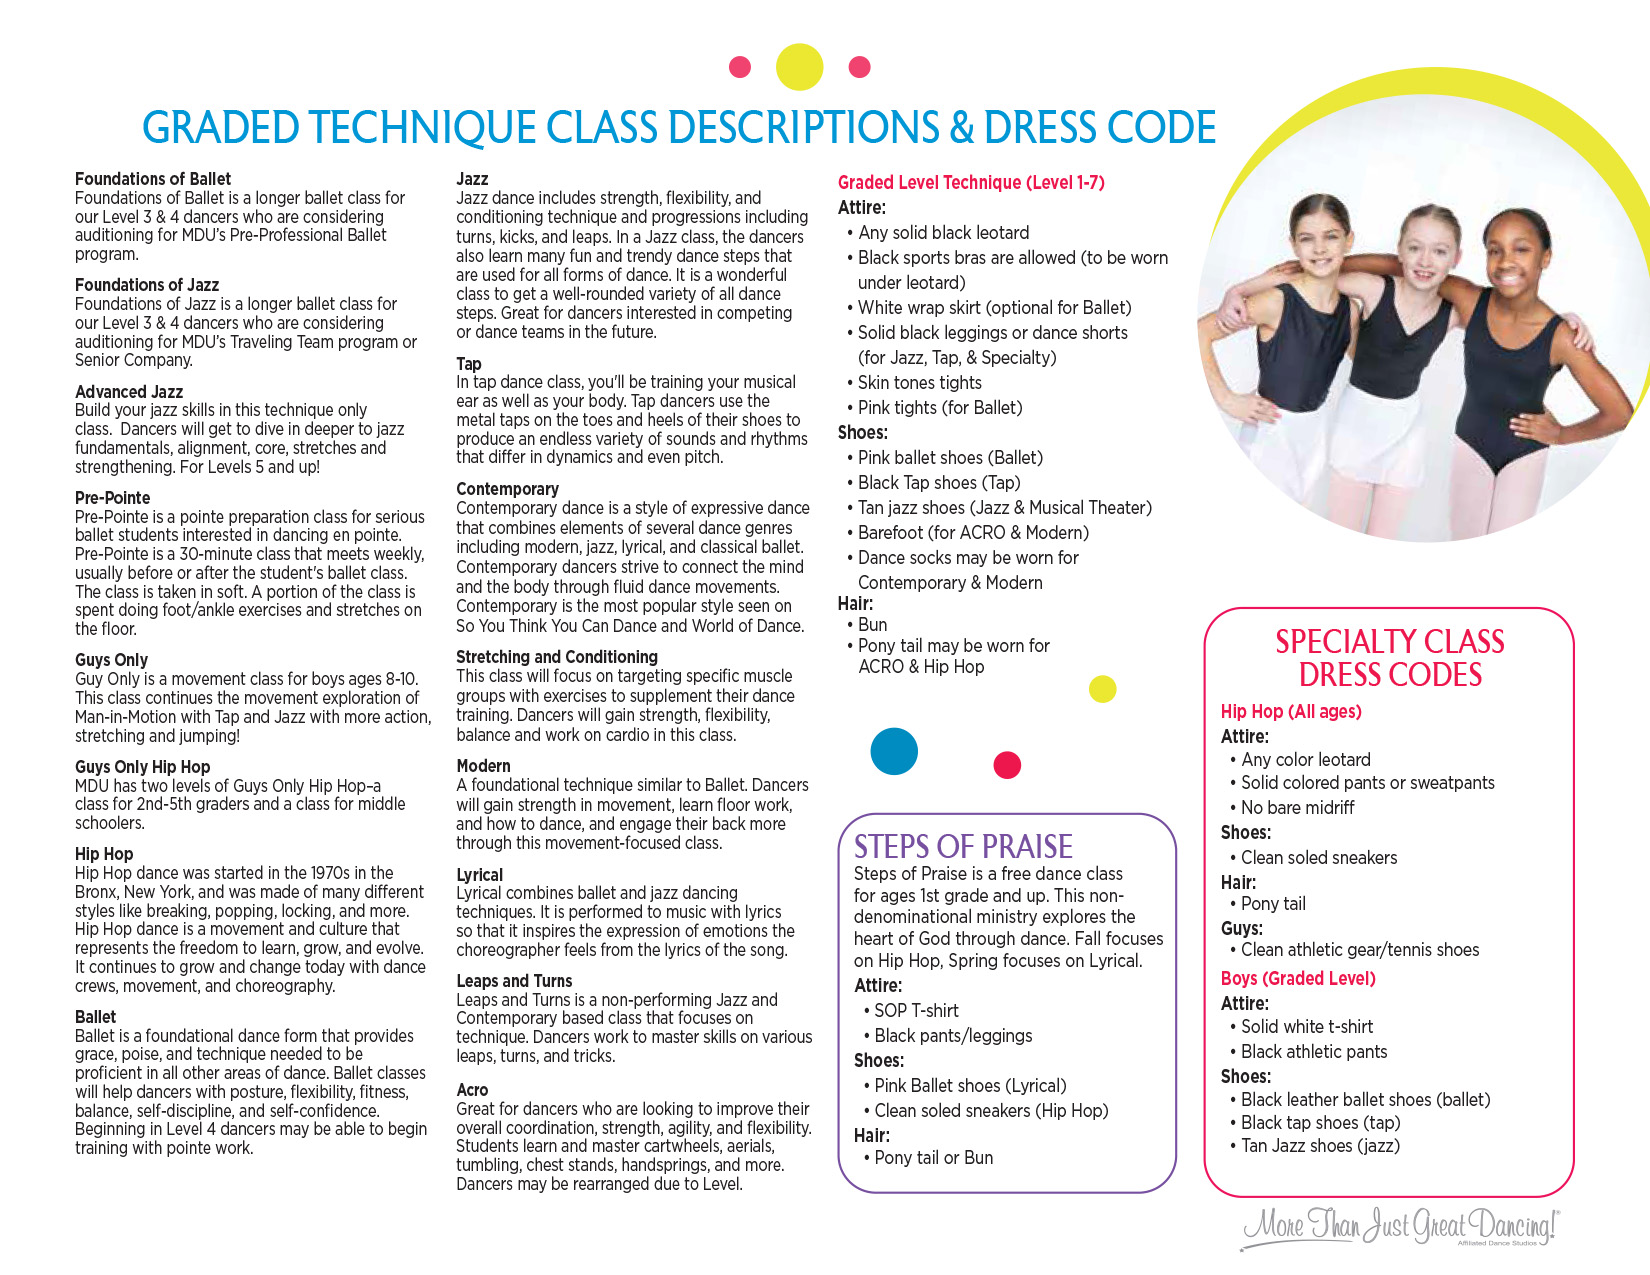 GRADED TECHNIQUE CLASS DESCRIPTIONS & DRESS CODE
Foundations of Ballet
Foundations of Ballet is a longer ballet class for
our Level 3 & 4 dancers who are considering
auditioning for MDU's Pre-Professional Ballet
program.
Foundations of Jazz
Foundations of Jazz is a longer ballet class for
our Level 3 & 4 dancers who are considering
auditioning for MDU's Traveling Team program or
Senior Company.
Advanced Jazz
Build your jazz skills in this technique only
class.  Dancers will get to dive in deeper to jazz
fundamentals, alignment, core, stretches and
strengthening. For Levels 5 and up!
Pre-Pointe
Pre-Pointe is a pointe preparation class for serious
ballet students interested in dancing en pointe.
Pre-Pointe is a 30-minute class that meets weekly,
usually before or after the student's ballet class.
The class is taken in soft. A portion of the class is
spent doing foot/ankle exercises and stretches on
the floor.
Guys Only
Guy Only is a movement class for boys ages 8-10.
This class continues the movement exploration of
Man-in-Motion with Tap and Jazz with more action,
stretching and jumping!
Guys Only Hip Hop
MDU has two levels of Guys Only Hip Hop–a
class for 2nd-5th graders and a class for middle
schoolers.
Hip Hop
Hip Hop dance was started in the 1970s in the
Bronx, New York, and was made of many different
styles like breaking, popping, locking, and more.
Hip Hop dance is a movement and culture that
represents the freedom to learn, grow, and evolve.
It continues to grow and change today with dance
crews, movement, and choreography.
Ballet
Ballet is a foundational dance form that provides
grace, poise, and technique needed to be
proficient in all other areas of dance. Ballet classes
will help dancers with posture, flexibility, fitness,
balance, self-discipline, and self-confidence.
Beginning in Level 4 dancers may be able to begin
training with pointe work.
Jazz
Jazz dance includes strength, flexibility, and
conditioning technique and progressions including
turns, kicks, and leaps. In a Jazz class, the dancers
also learn many fun and trendy dance steps that
are used for all forms of dance. It is a wonderful
class to get a well-rounded variety of all dance
steps. Great for dancers interested in competing
or dance teams in the future.
Tap
In tap dance class, you'll be training your musical
ear as well as your body. Tap dancers use the
metal taps on the toes and heels of their shoes to
produce an endless variety of sounds and rhythms
that differ in dynamics and even pitch.
Contemporary
Contemporary dance is a style of expressive dance
that combines elements of several dance genres
including modern, jazz, lyrical, and classical ballet.
Contemporary dancers strive to connect the mind
and the body through fluid dance movements.
Contemporary is the most popular style seen on
So You Think You Can Dance and World of Dance.
Stretching and Conditioning
This class will focus on targeting specific muscle
groups with exercises to supplement their dance
training. Dancers will gain strength, flexibility,
balance and work on cardio in this class.
Modern
A foundational technique similar to Ballet. Dancers
will gain strength in movement, learn floor work,
and how to dance, and engage their back more
through this movement-focused class.
Lyrical
Lyrical combines ballet and jazz dancing
techniques. It is performed to music with lyrics
so that it inspires the expression of emotions the
choreographer feels from the lyrics of the song.
Leaps and Turns
Leaps and Turns is a non-performing Jazz and
Contemporary based class that focuses on
technique. Dancers work to master skills on various
leaps, turns, and tricks.
Acro
Great for dancers who are looking to improve their
overall coordination, strength, agility, and flexibility.
Students learn and master cartwheels, aerials,
tumbling, chest stands, handsprings, and more.
Dancers may be rearranged due to Level.
Graded Level Technique (Level 1-7)
Attire:
• Any solid black leotard
• Black sports bras are allowed (to be worn
under leotard)
• White wrap skirt (optional for Ballet)
• Solid black leggings or dance shorts
(for Jazz, Tap, & Specialty)
• Skin tones tights
• Pink tights (for Ballet)
Shoes:
• Pink ballet shoes (Ballet)
• Black Tap shoes (Tap)
• Tan jazz shoes (Jazz & Musical Theater)
• Barefoot (for ACRO & Modern)
• Dance socks may be worn for
Contemporary & Modern
Hair:
• Bun
• Pony tail may be worn for
ACRO & Hip Hop
STEPS OF PRAISE
Steps of Praise is a free dance class
for ages 1st grade and up. This non-
denominational ministry explores the
heart of God through dance. Fall focuses
on Hip Hop, Spring focuses on Lyrical.
Attire:
• SOP T-shirt
• Black pants/leggings
Shoes:
• Pink Ballet shoes (Lyrical)
• Clean soled sneakers (Hip Hop)
Hair:
• Pony tail or Bun
SPECIALTY CLASS
DRESS CODES
Hip Hop (All ages)
Attire:
• Any color leotard
• Solid colored pants or sweatpants
• No bare midriff
Shoes:
• Clean soled sneakers
Hair:
• Pony tail
Guys:
• Clean athletic gear/tennis shoes
Boys (Graded Level)
Attire:
• Solid white t-shirt
• Black athletic pants
Shoes:
• Black leather ballet shoes (ballet)
• Black tap shoes (tap)
• Tan Jazz shoes (jazz)
More Than Just Great Dancing!®
Affiliated Dance Studios